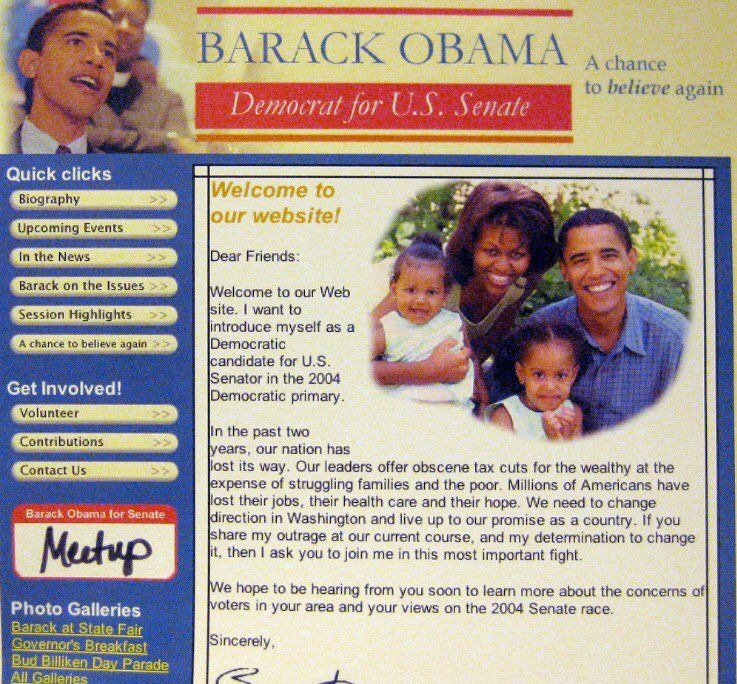 BARACK OBAMA
Democrat for U.S. Senate
A chance
to believe again
Quick clicks
Biography >>
Upcoming Events >>
In the News >>
Barack on the Issues >>
Session Highlights >>
A chance to believe again >>
Get Involved!
Volunteer >>
Contributions >>
Contact Us >>
Barack Obama for Senate
Meetup
Photo Galleries
Barack at State Fair
Governor's Breakfast
Bud Billiken Day Parade
All Galleries
Welcome to
our website!
Dear Friends:
Welcome to our Web
site. I want to
introduce myself as a
Democratic
candidate for U.S.
Senator in the 2004
Democratic primary.
In the past two
years, our nation has
lost its way. Our leaders offer obscene tax cuts for the wealthy at the
expense of struggling families and the poor. Millions of Americans have
lost their jobs, their health care and their hope. We need to change
direction in Washington and live up to our promise as a country. If you
share my outrage at our current course, and my determination to change
it, then I ask you to join me in this most important fight.
We hope to be hearing from you soon to learn more about the concerns of
voters in your area and your views on the 2004 Senate race.
Sincerely,